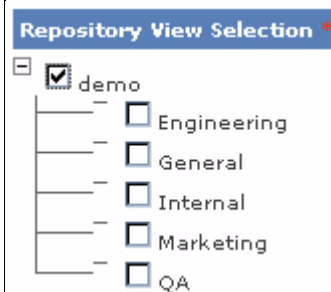 Repository View Selection *
demo
Engineering
General
Internal
Marketing
QA